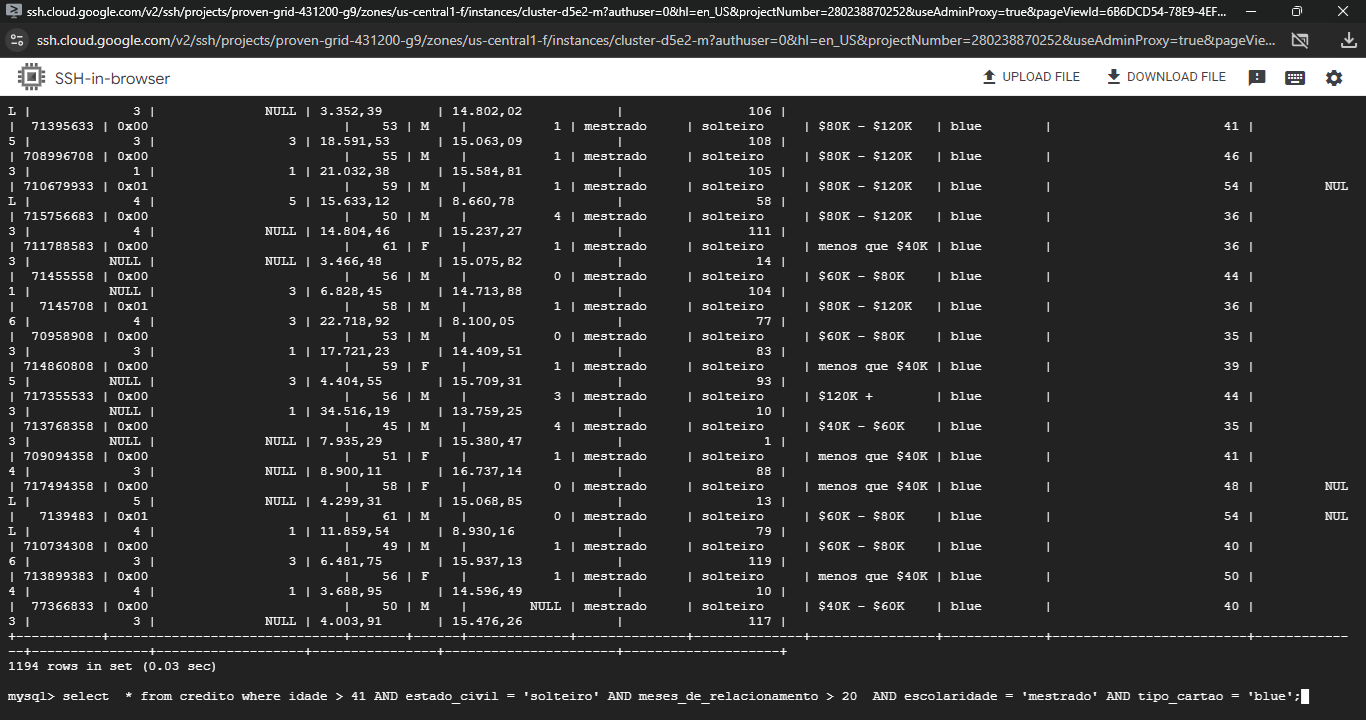 ssh.cloud.google.com/v2/ssh/projects/proven-grid-431200-g9/zones/us-central1-f/instances/cluster-d5e2-m?authuser=0&hl=en_US&projectNumber=280238870252&useAdminProxy=true&pageViewId=6B6DCD54-78E9-4EF...
ssh.cloud.google.com/v2/ssh/projects/proven-grid-431200-g9/zones/us-central1-f/instances/cluster-d5e2-m?authuser=0&hl=en_US&projectNumber=280238870252&useAdminProxy=true&pageVie...
SSH-in-browser UPLOAD FILE DOWNLOAD FILE
L | 3 | NULL | 3.352,39 | 14.802,02 | 106 |
| 71395633 | 0x00 | 53 | M | 1 | mestrado | solteiro | $80K - $120K | blue | 41 |
5 | 3 | 3 | 18.591,53 | 15.063,09 | 108 |
| 708996708 | 0x00 | 55 | M | 1 | mestrado | solteiro | $80K - $120K | blue | 46 |
3 | 1 | 1 | 21.032,38 | 15.584,81 | 105 |
| 710679933 | 0x01 | 59 | M | 1 | mestrado | solteiro | $80K - $120K | blue | 54 | NUL
L | 4 | 5 | 15.633,12 | 8.660,78 | 58 |
| 715756683 | 0x00 | 50 | M | 4 | mestrado | solteiro | $80K - $120K | blue | 36 |
3 | 4 | NULL | 14.804,46 | 15.237,27 | 111 |
| 711788583 | 0x00 | 61 | F | 1 | mestrado | solteiro | menos que $40K | blue | 36 |
3 | NULL | NULL | 3.466,48 | 15.075,82 | 14 |
| 71455558 | 0x00 | 56 | M | 0 | mestrado | solteiro | $60K - $80K | blue | 44 |
1 | NULL | 3 | 6.828,45 | 14.713,88 | 104 |
| 7145708 | 0x01 | 58 | M | 1 | mestrado | solteiro | $80K - $120K | blue | 36 |
6 | 4 | 3 | 22.718,92 | 8.100,05 | 77 |
| 70958908 | 0x00 | 53 | M | 0 | mestrado | solteiro | $60K - $80K | blue | 35 |
3 | 3 | 1 | 17.721,23 | 14.409,51 | 83 |
| 714860808 | 0x00 | 59 | F | 1 | mestrado | solteiro | menos que $40K | blue | 39 |
5 | NULL | 3 | 4.404,55 | 15.709,31 | 93 |
| 717355533 | 0x00 | 56 | M | 3 | mestrado | solteiro | $120K + | blue | 44 |
3 | NULL | 1 | 34.516,19 | 13.759,25 | 10 |
| 713768358 | 0x00 | 45 | M | 4 | mestrado | solteiro | $40K - $60K | blue | 35 |
3 | NULL | NULL | 7.935,29 | 15.380,47 | 1 |
| 709094358 | 0x00 | 51 | F | 1 | mestrado | solteiro | menos que $40K | blue | 41 |
4 | 3 | NULL | 8.900,11 | 16.737,14 | 88 |
| 717494358 | 0x00 | 58 | F | 0 | mestrado | solteiro | menos que $40K | blue | 48 | NUL
L | 5 | NULL | 4.299,31 | 15.068,85 | 13 |
| 7139483 | 0x01 | 61 | M | 0 | mestrado | solteiro | $60K - $80K | blue | 54 | NUL
L | 4 | 1 | 11.859,54 | 8.930,16 | 79 |
| 710734308 | 0x00 | 49 | M | 1 | mestrado | solteiro | $60K - $80K | blue | 40 |
6 | 3 | 3 | 6.481,75 | 15.937,13 | 119 |
| 713899383 | 0x00 | 56 | F | 1 | mestrado | solteiro | menos que $40K | blue | 50 |
4 | 4 | 1 | 3.688,95 | 14.596,49 | 10 |
| 77366833 | 0x00 | 50 | M | NULL | mestrado | solteiro | $40K - $60K | blue | 40 |
3 | 3 | NULL | 4.003,91 | 15.476,26 | 117 |
1194 rows in set (0.03 sec)
mysql> select * from credito where idade > 41 AND estado_civil = 'solteiro' AND meses_de_relacionamento > 20 AND escolaridade = 'mestrado' AND tipo_cartao = 'blue';